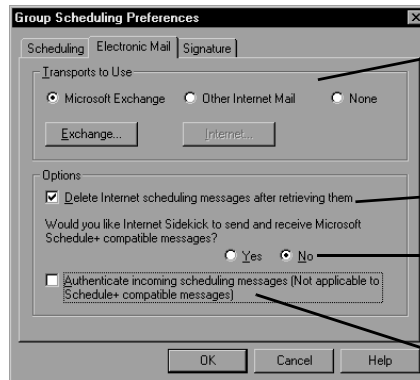 Group Scheduling Preferences
Scheduling Electronic Mail Signature
Transports to Use
Microsoft Exchange Other Internet Mail None
Exchange... Internet...
Options
Delete Internet scheduling messages after retrieving them
Would you like Internet Sidekick to send and receive Microsoft
Schedule+ compatible messages?
Yes No
Authenticate incoming scheduling messages (Not applicable to
Schedule+ compatible messages)
OK Cancel Help